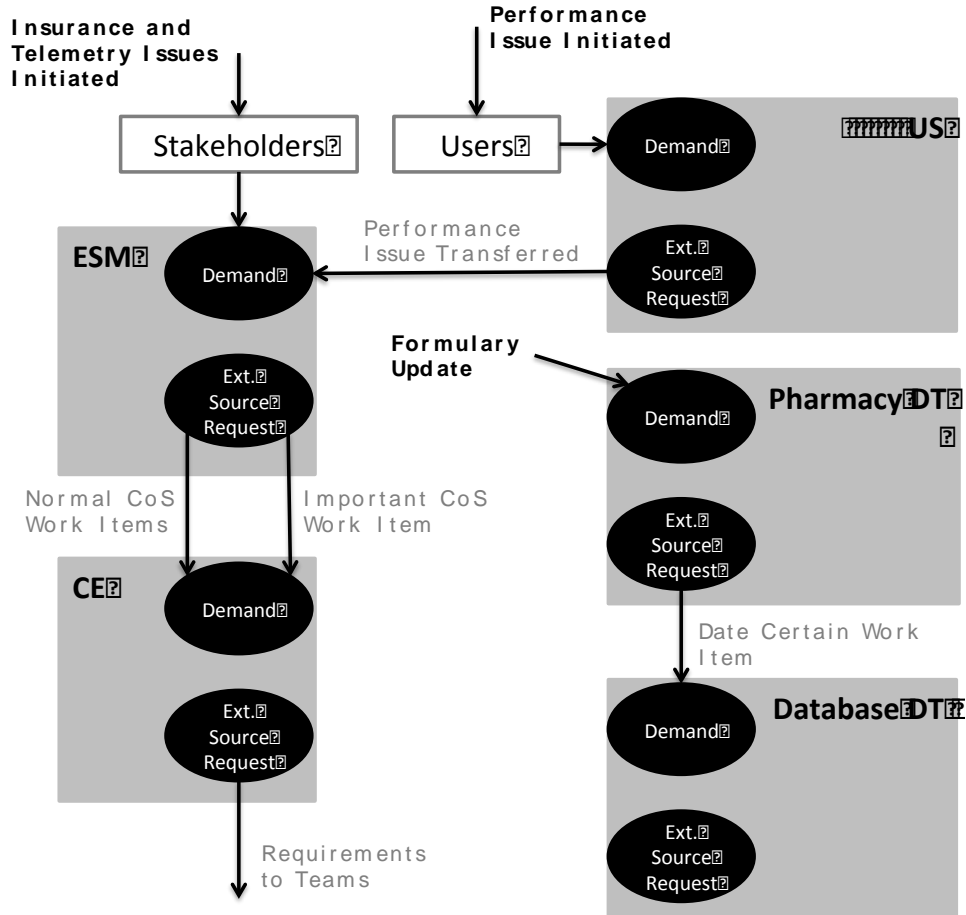 Insurance and
Telemetry Issues
Initiated
Performance
Issue Initiated
Stakeholders
Users
Demand
US
Performance
Issue Transferred
Ext.
Source
Request
ESM
Demand
Formulary
Update
Ext.
Source
Request
Demand
Pharmacy DT
Normal CoS
Work Items
Important CoS
Work Item
Ext.
Source
Request
CE
Demand
Date Certain Work
Item
Ext.
Source
Request
Demand
Database DT
Requirements
to Teams
Ext.
Source
Request